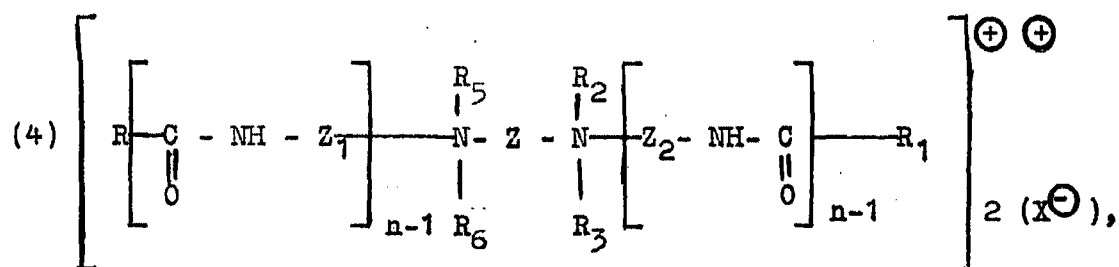 ⊕ ⊕
R5 R2
(4) R - C - NH - Z1 - N - Z - N - Z2 - NH - C - R1
O O
n-1 R6 R3 n-1 2 (X⊖),